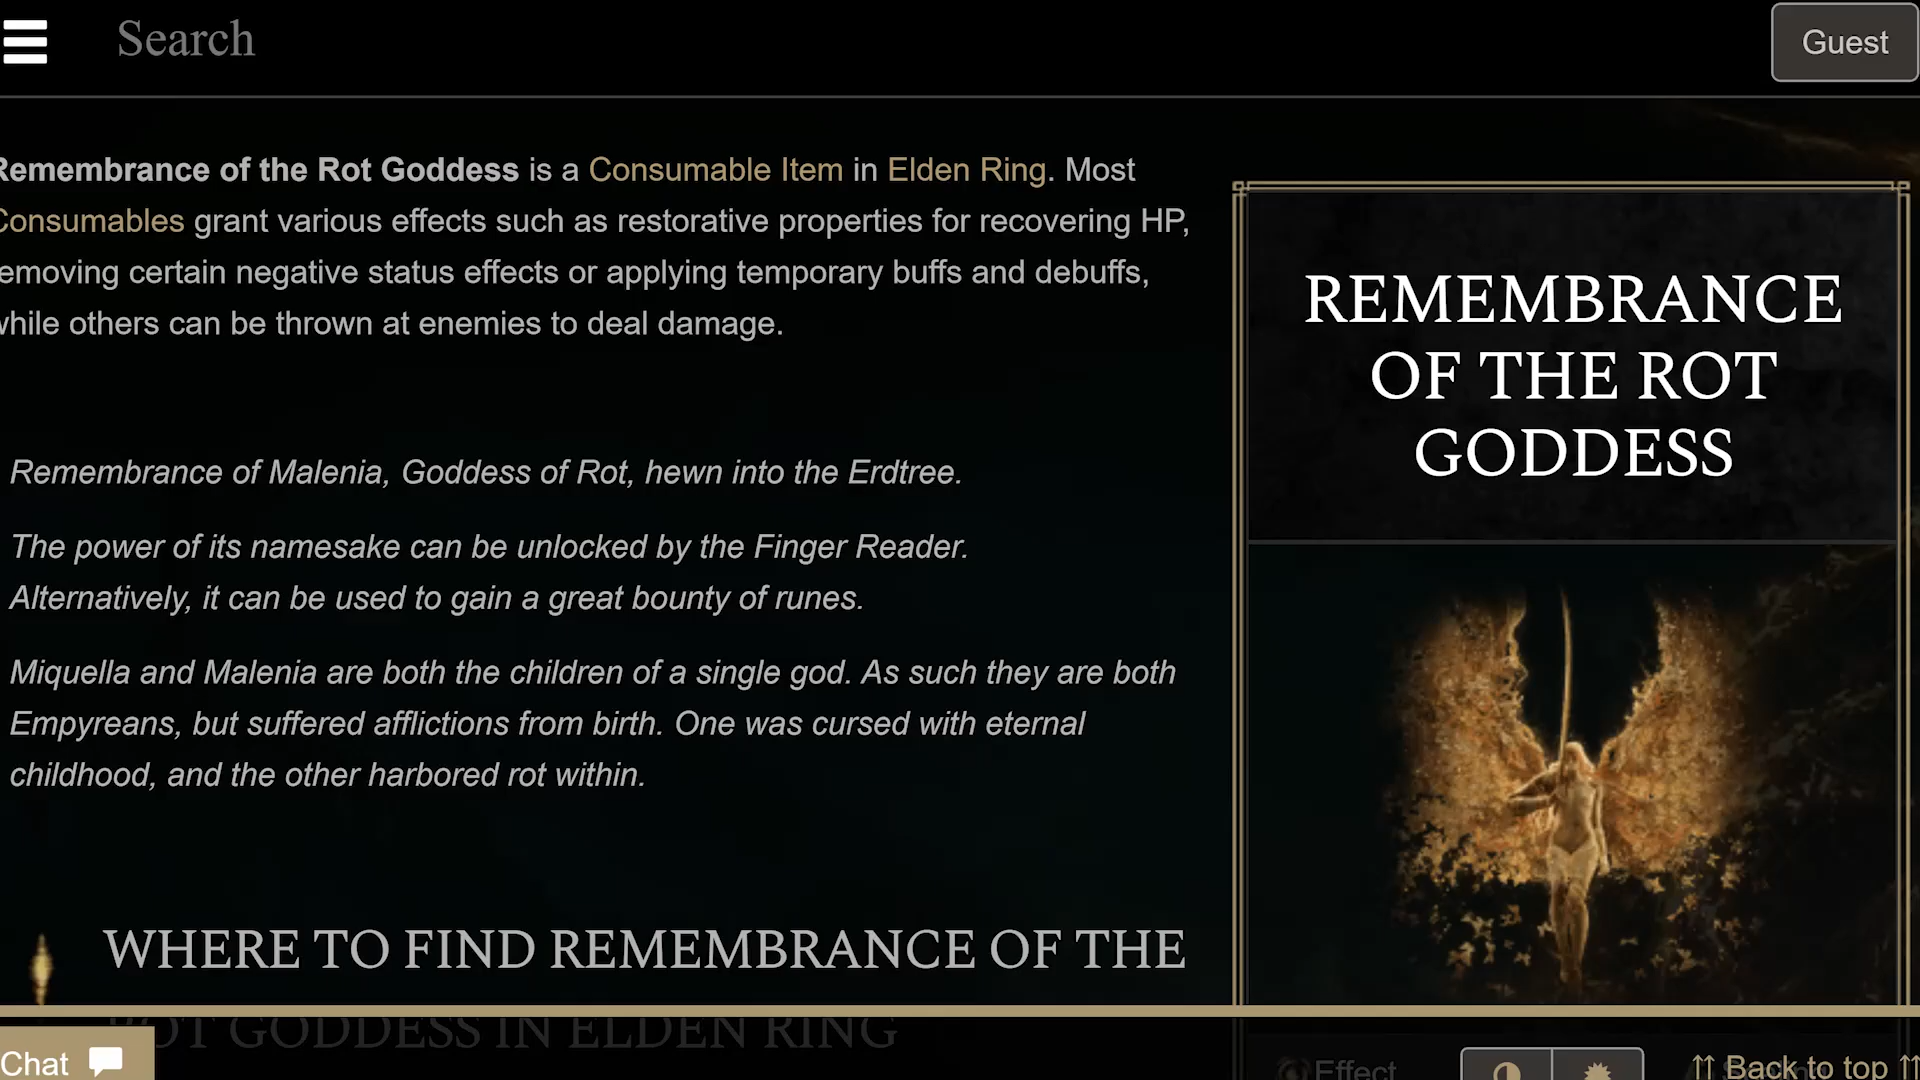 Search
Guest
Remembrance of the Rot Goddess is a Consumable Item in Elden Ring. Most
Consumables grant various effects such as restorative properties for recovering HP,
removing certain negative status effects or applying temporary buffs and debuffs,
while others can be thrown at enemies to deal damage.
Remembrance of Malenia, Goddess of Rot, hewn into the Erdtree.
The power of its namesake can be unlocked by the Finger Reader.
Alternatively, it can be used to gain a great bounty of runes.
Miquella and Malenia are both the children of a single god. As such they are both
Empyreans, but suffered afflictions from birth. One was cursed with eternal
childhood, and the other harbored rot within.
WHERE TO FIND REMEMBRANCE OF THE
ROT GODDESS IN ELDEN RING
REMEMBRANCE
OF THE ROT
GODDESS
Chat
Effect
Back to top